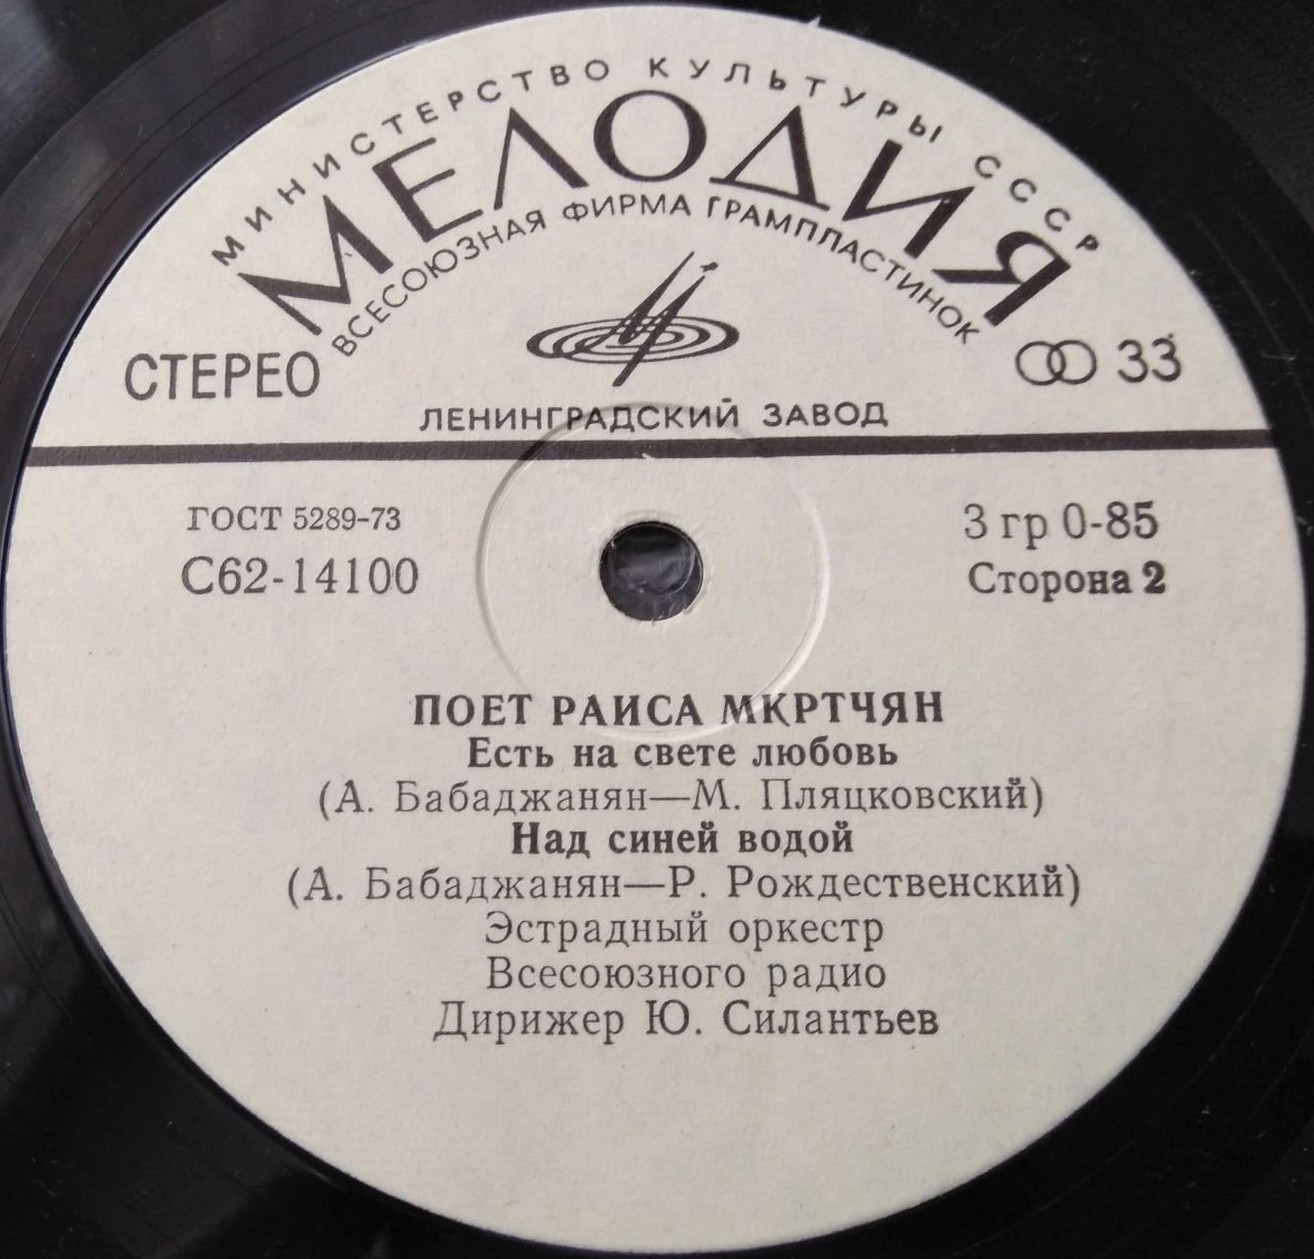 МИНИСТЕРСТВО КУЛЬТУРЫ СССР
МЕЛОДИЯ
ВСЕСОЮЗНАЯ ФИРМА ГРАМПЛАСТИНОК
СТЕРЕО
33
ЛЕНИНГРАДСКИЙ ЗАВОД
ГОСТ 5289-73
3 гр 0-85
С62-14100
Сторона 2
ПОЕТ РАИСА МКРТЧЯН
Есть на свете любовь
(А. Бабаджанян—М. Пляцковский)
Над синей водой
(А. Бабаджанян—Р. Рождественский)
Эстрадный оркестр
Всесоюзного радио
Дирижер Ю. Силантьев